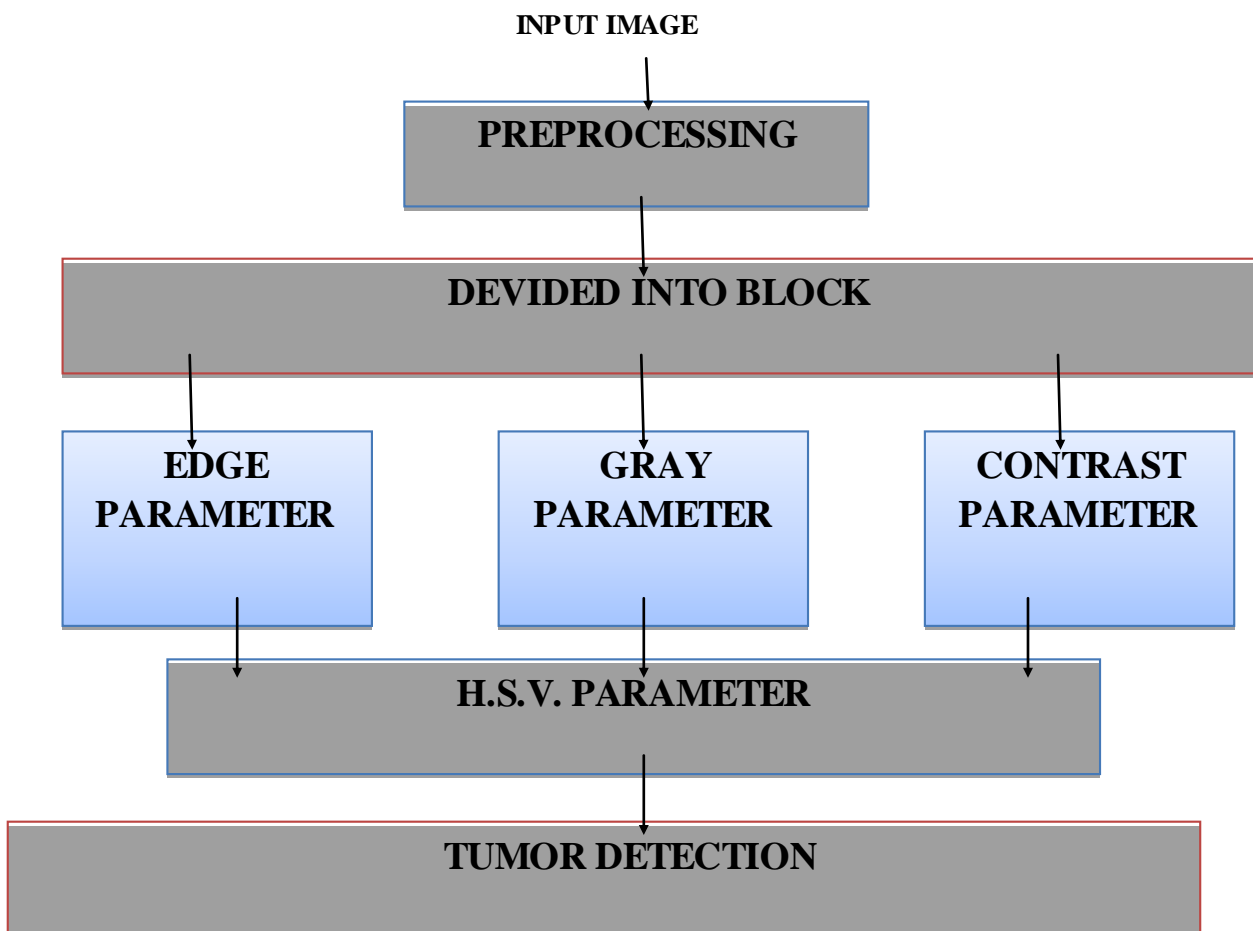 INPUT IMAGE
PREPROCESSING
DEVIDED INTO BLOCK
EDGE
PARAMETER
GRAY
PARAMETER
CONTRAST
PARAMETER
H.S.V. PARAMETER
TUMOR DETECTION